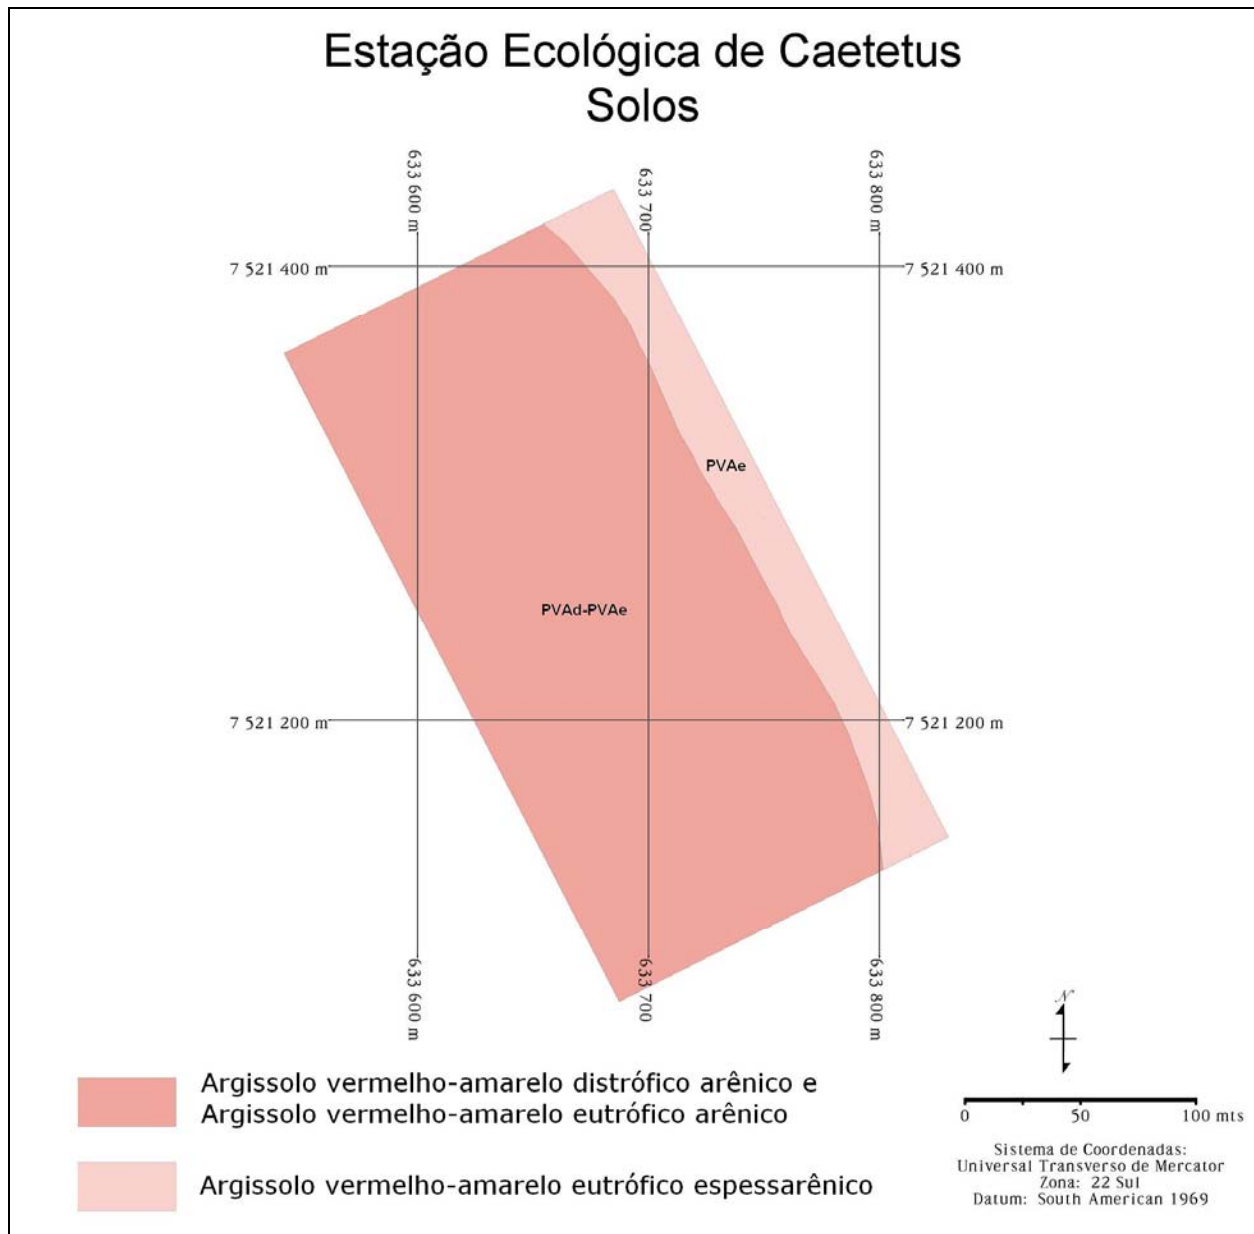 Estação Ecológica de Caetetus
Solos
633 600 m
633 700
633 800 m
7 521 400 m
7 521 400 m
PVAe
PVAd-PVAe
7 521 200 m
7 521 200 m
633 600 m
633 700
633 800 m
N
Argissolo vermelho-amarelo distrófico arênico e
Argissolo vermelho-amarelo eutrófico arênico
0 50 100 mts
Argissolo vermelho-amarelo eutrófico espessarênico
Sistema de Coordenadas:
Universal Transverso de Mercator
Zona: 22 Sul
Datum: South American 1969